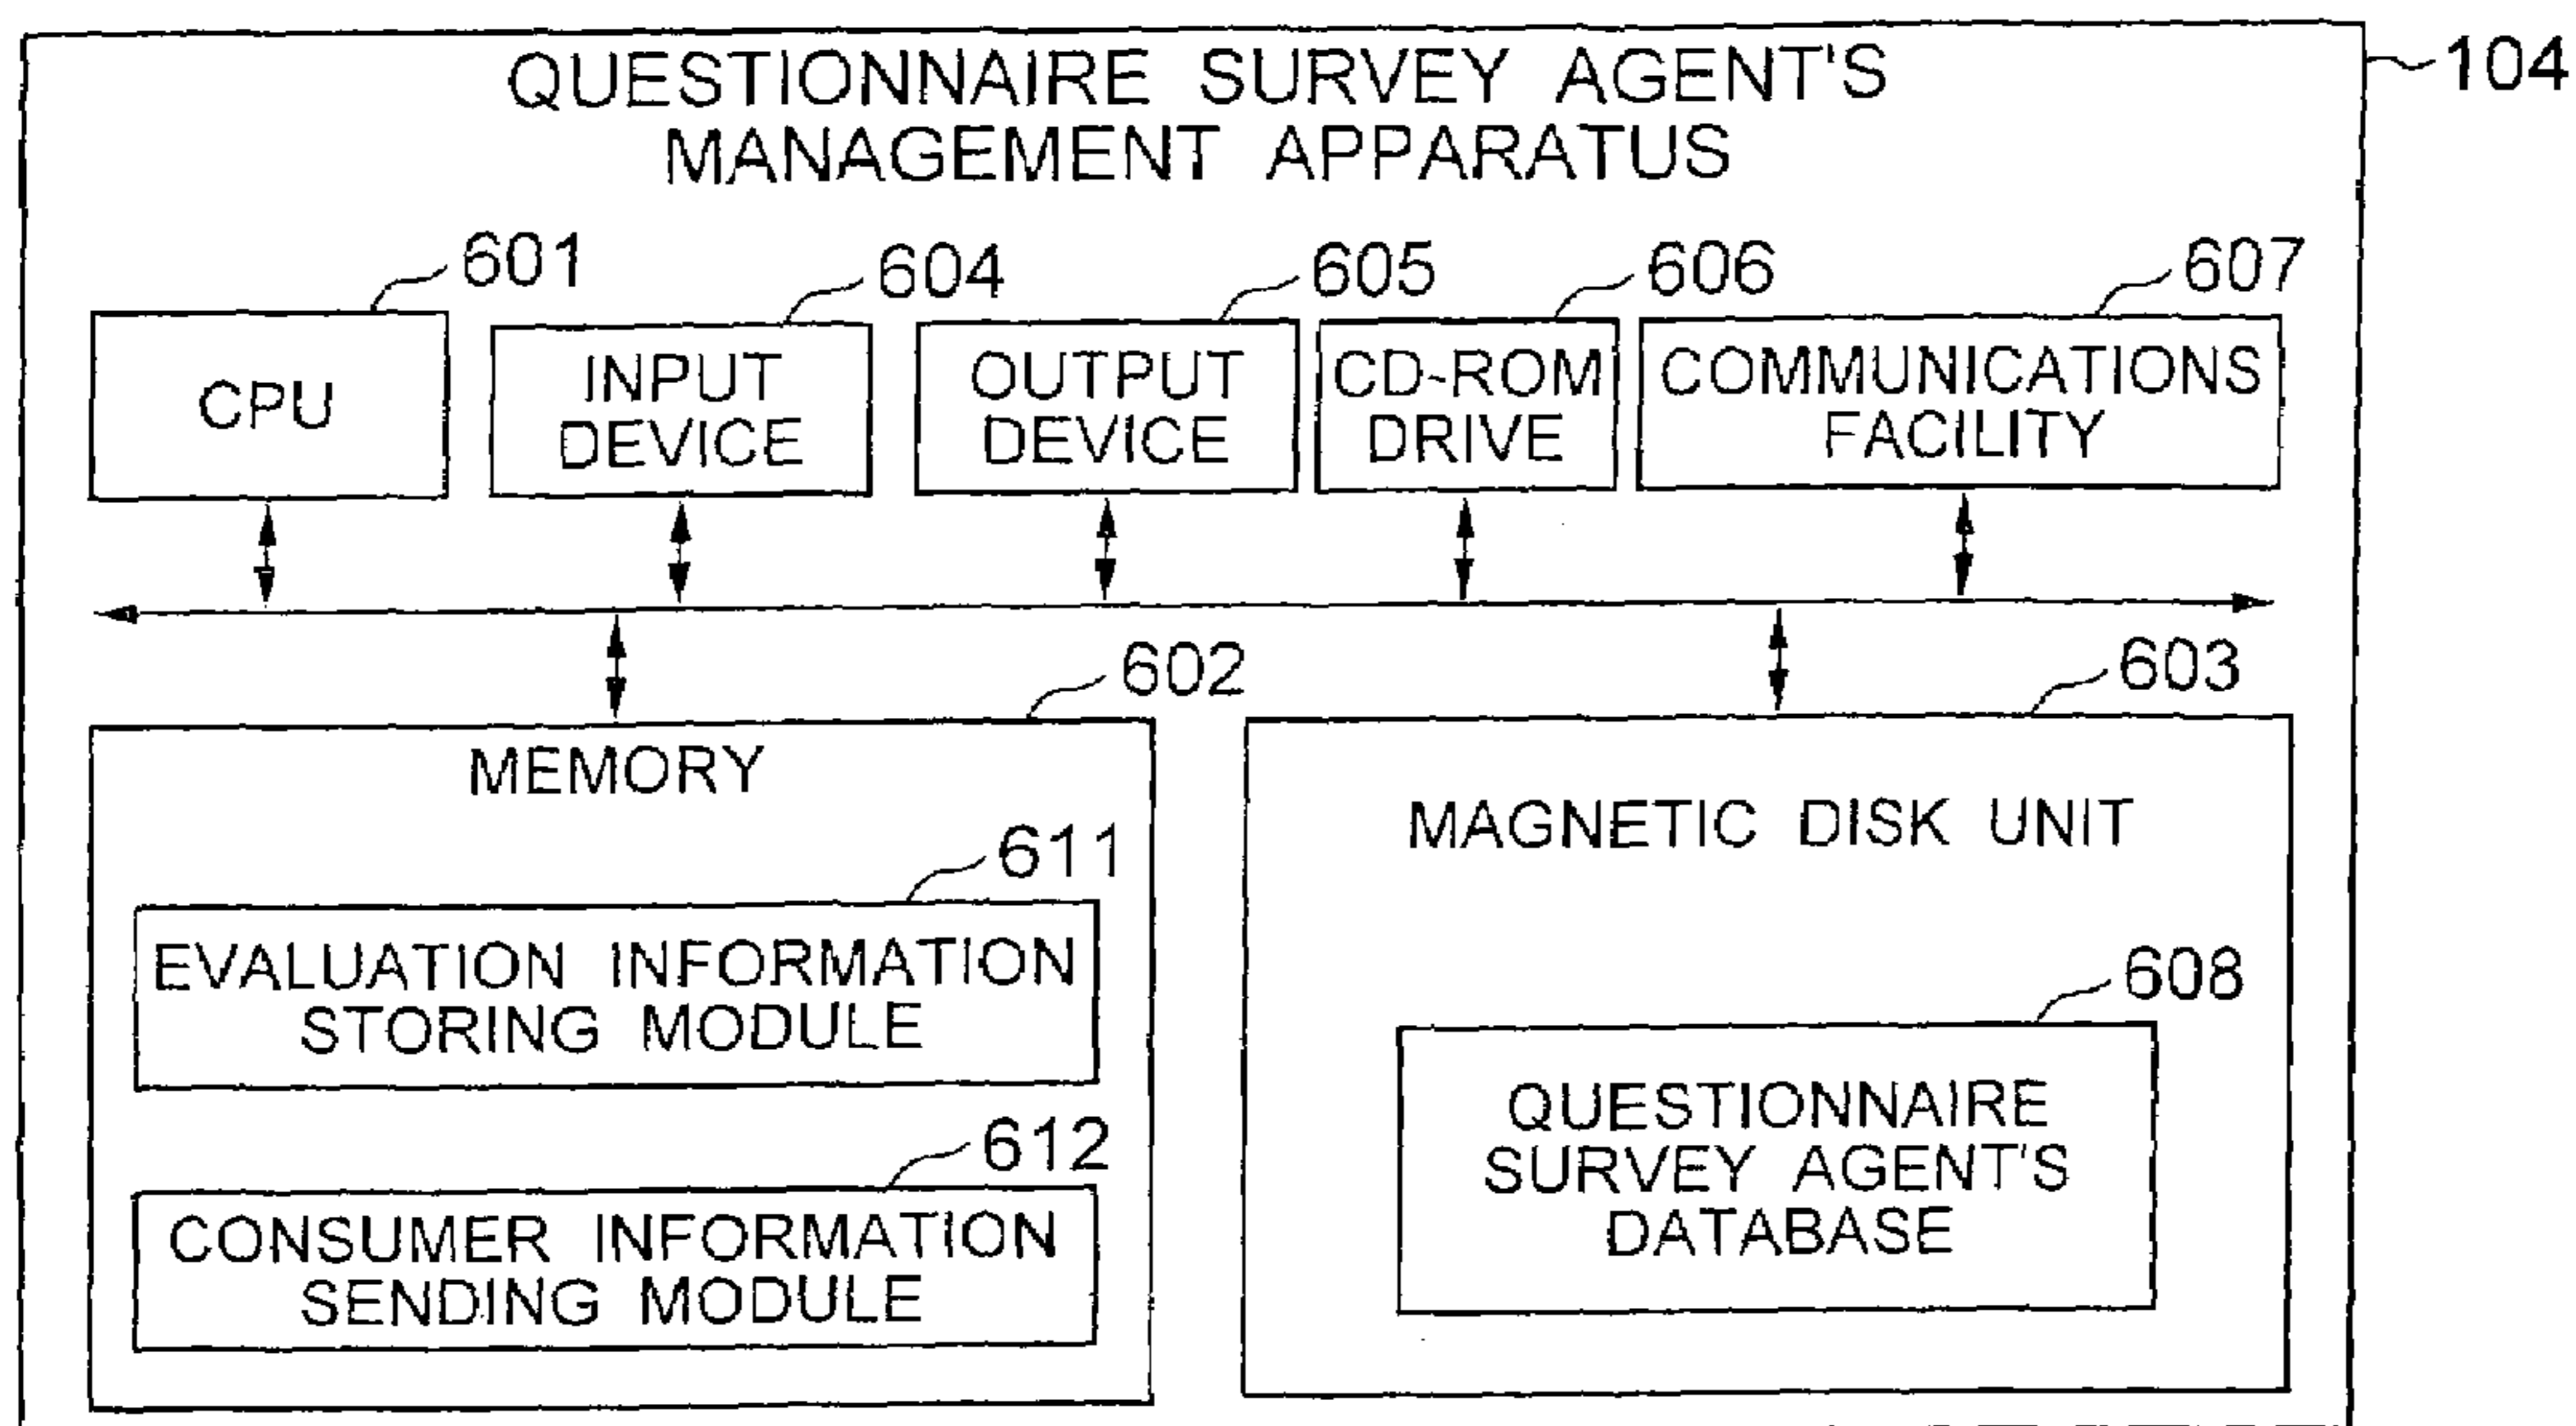 QUESTIONNAIRE SURVEY AGENT'S
MANAGEMENT APPARATUS
104
601
604
605
606
607
CPU
INPUT
DEVICE
OUTPUT
DEVICE
CD-ROM
DRIVE
COMMUNICATIONS
FACILITY
602
603
MEMORY
611
EVALUATION INFORMATION
STORING MODULE
612
CONSUMER INFORMATION
SENDING MODULE
MAGNETIC DISK UNIT
608
QUESTIONNAIRE
SURVEY AGENT'S
DATABASE